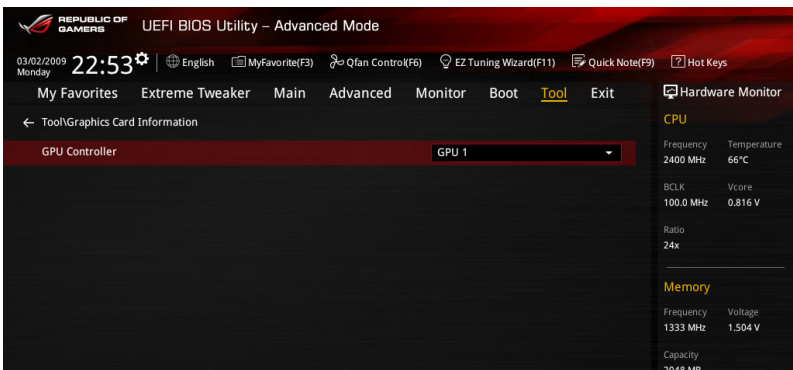 REPUBLIC OF
GAMERS
UEFI BIOS Utility – Advanced Mode
03/02/2009
Monday
22:53
English
MyFavorite(F3)
Qfan Control(F6)
EZ Tuning Wizard(F11)
Quick Note(F9)
? Hot Keys
My Favorites Extreme Tweaker Main Advanced Monitor Boot Tool Exit
Hardware Monitor
← Tool\Graphics Card Information
GPU Controller GPU 1
CPU
Frequency Temperature
2400 MHz 66°C
BCLK Vcore
100.0 MHz 0.816 V
Ratio
24x
Memory
Frequency Voltage
1333 MHz 1.504 V
Capacity
2048 MB